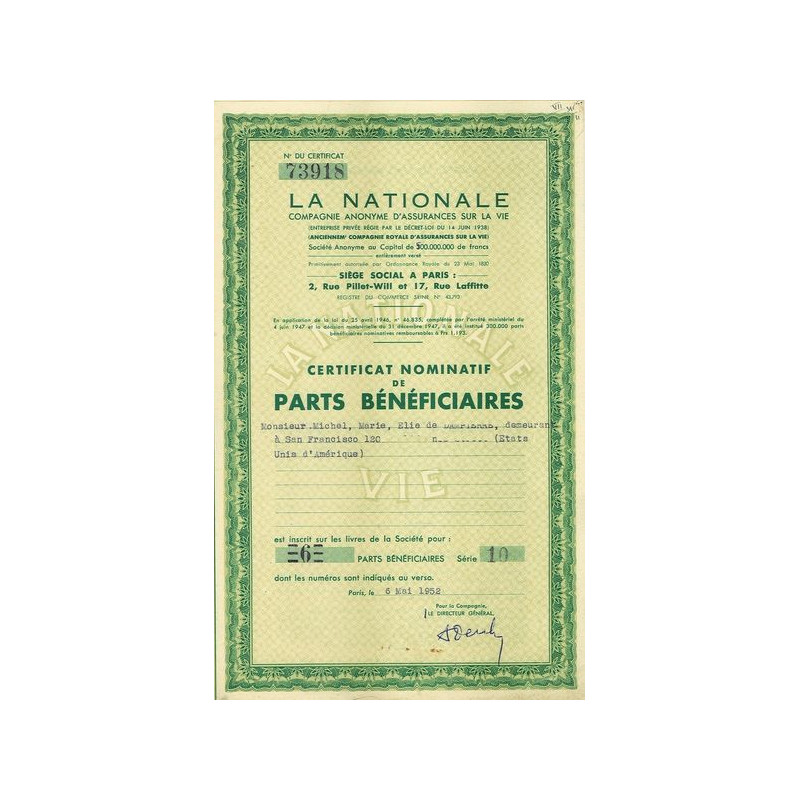 VII
N° DU CERTIFICAT
73918
LA NATIONALE
COMPAGNIE ANONYME D'ASSURANCES SUR LA VIE
(ENTREPRISE PRIVÉE RÉGIE PAR LE DÉCRET-LOI DU 14 JUIN 1938)
(ANCIENNEMT COMPAGNIE ROYALE D'ASSURANCES SUR LA VIE)
Société Anonyme au Capital de 500.000.000 de francs
entièrement versé
Primitivement autorisée par Ordonnance Royale du 23 Mai 1830
SIÈGE SOCIAL A PARIS :
2, Rue Pillet-Will et 17, Rue Laffitte
REGISTRE DU COMMERCE SEINE N° 43.793
En application de la loi du 25 avril 1946, n° 46.835, complétée par l'arrêté ministériel du
4 juin 1947 et la décision ministérielle du 31 décembre 1947, il a été institué 300.000 parts
bénéficiaires nominatives remboursables à Frs 1.193.
LA NATIONALE
CERTIFICAT NOMINATIF
DE
PARTS BÉNÉFICIAIRES
Monsieur Michel, Marie, Elie de demeurant
à San Francisco 120 (Etats
Unis d'Amérique)
VIE
est inscrit sur les livres de la Société pour :
=6= PARTS BÉNÉFICIAIRES Série 10
dont les numéros sont indiqués au verso.
Paris, le 6 Mai 1952
Pour la Compagnie,
LE DIRECTEUR GÉNÉRAL,